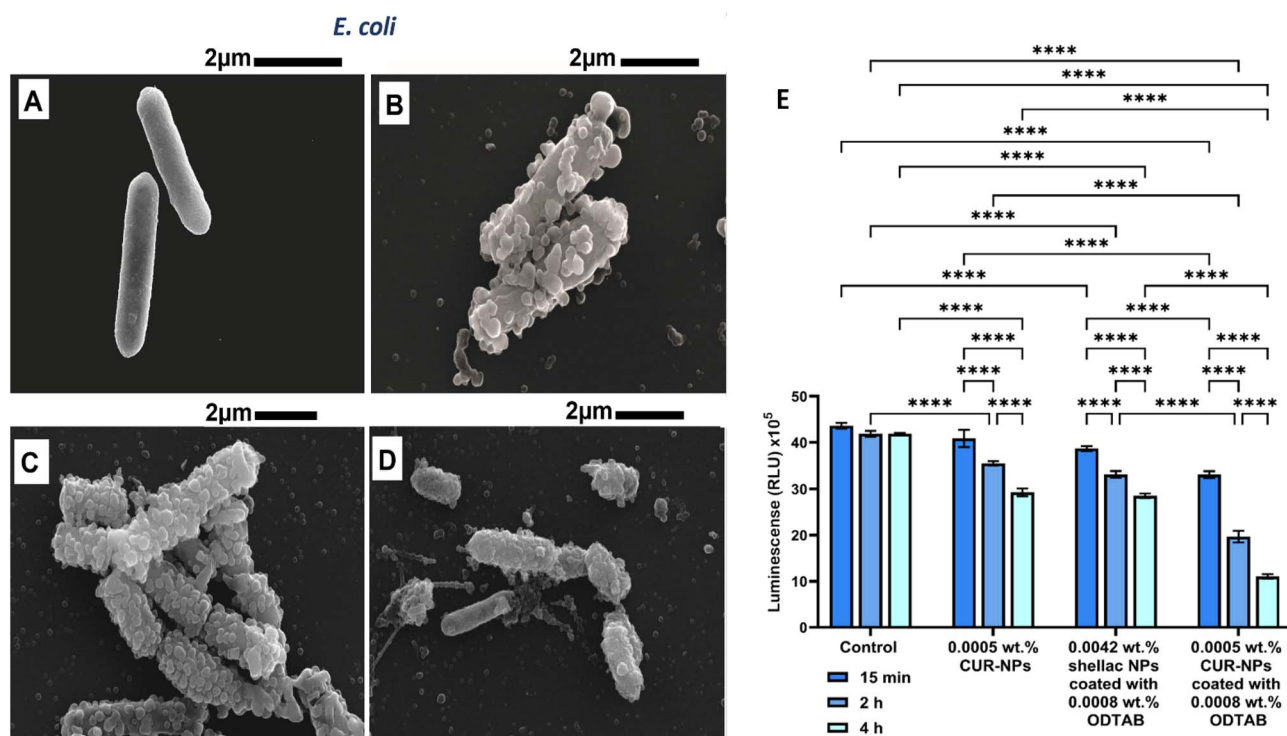 E. coli
2µm
2µm
A
B
2µm
2µm
C
D
E
****
****
****
****
****
****
****
****
**** ****
**** ****
**** **** ****
**** **** ****
**** **** **** **** ****
Luminescense (RLU) x10⁵
50
40
30
20
10
0
Control
0.0005 wt.%
CUR-NPs
0.0042 wt.%
shellac NPs
coated with
0.0008 wt.%
ODTAB
0.0005 wt.%
CUR-NPs
coated with
0.0008 wt.%
ODTAB
15 min
2 h
4 h